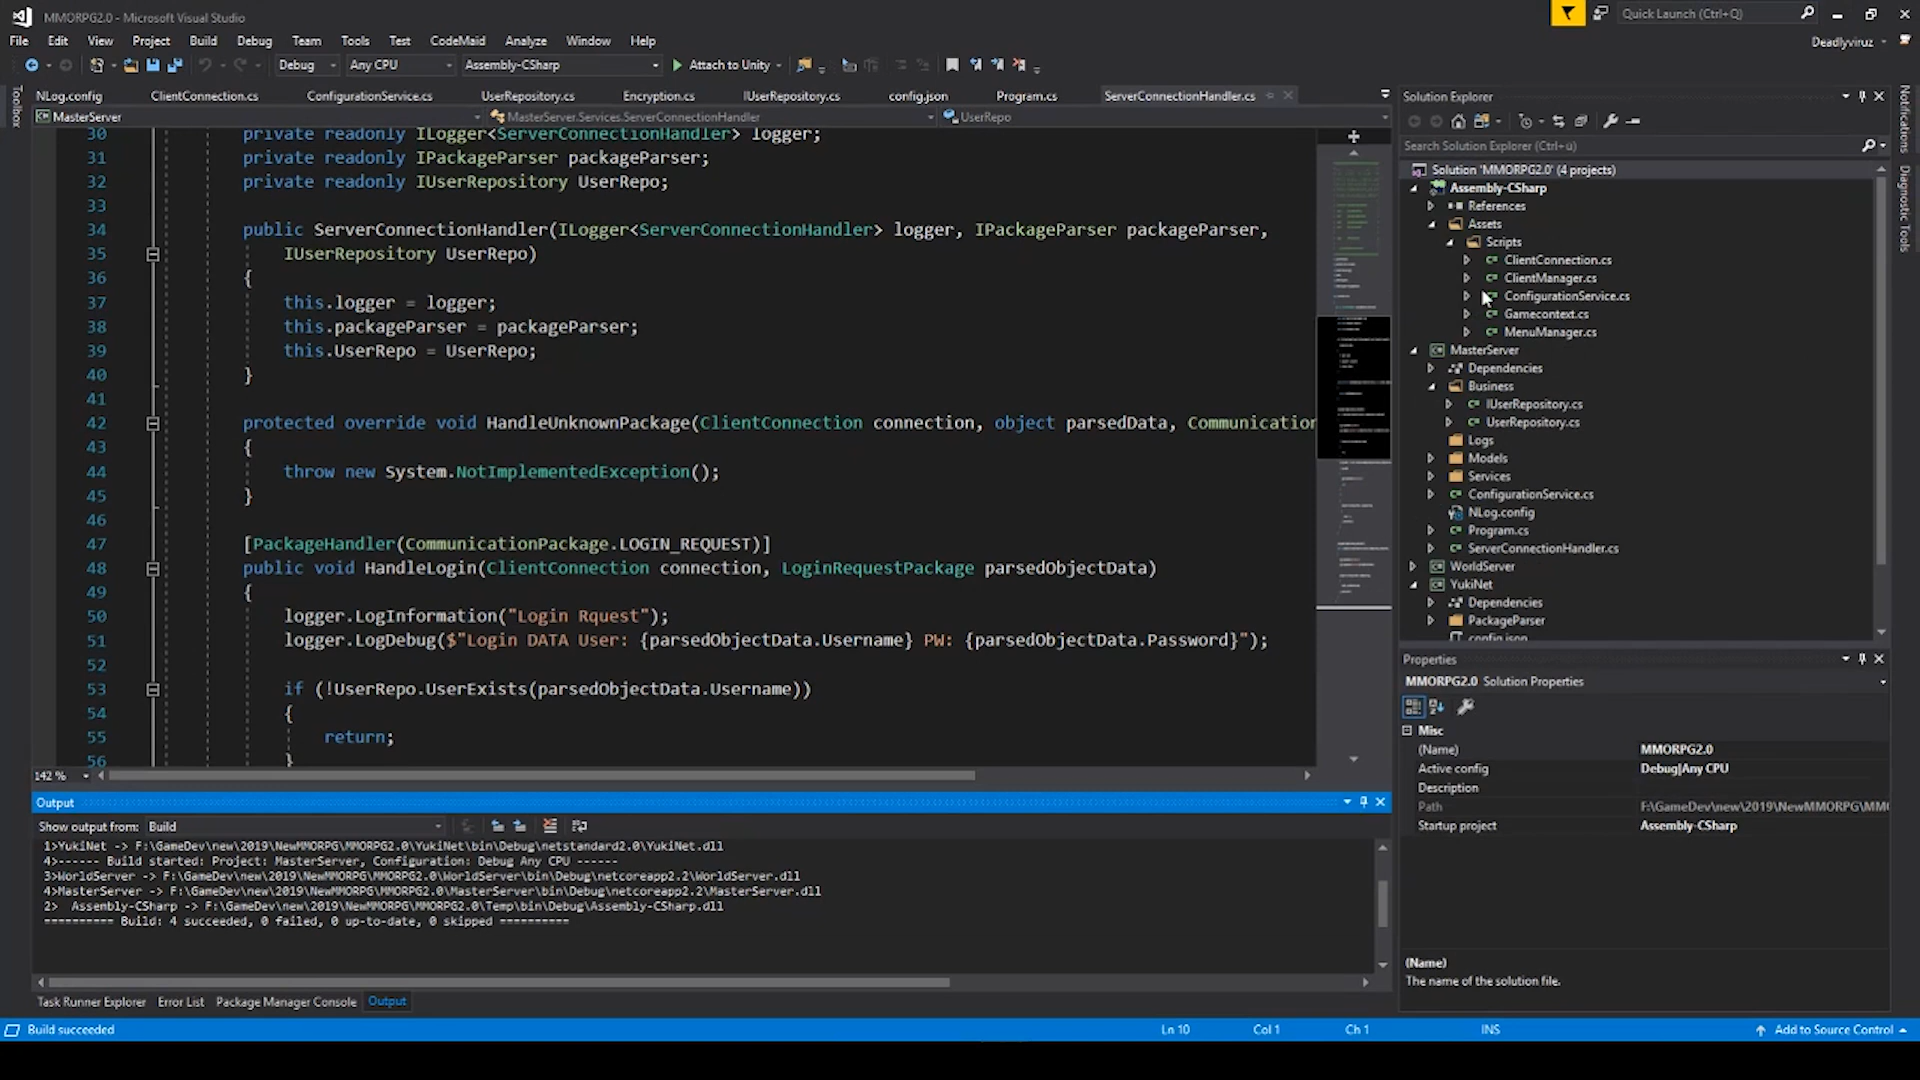 MMORPG2.0 - Microsoft Visual Studio
Quick Launch (Ctrl+Q)
File Edit View Project Build Debug Team Tools Test CodeMaid Analyze Window Help
Deadlyviruz
Debug Any CPU Assembly-CSharp Attach to Unity
Toolbox
NLog.config ClientConnection.cs ConfigurationService.cs UserRepository.cs Encryption.cs IUserRepository.cs config.json Program.cs ServerConnectionHandler.cs
MasterServer MasterServer.Services.ServerConnectionHandler UserRepo
30 private readonly ILogger<ServerConnectionHandler> logger;
31 private readonly IPackageParser packageParser;
32 private readonly IUserRepository UserRepo;
33
34 public ServerConnectionHandler(ILogger<ServerConnectionHandler> logger, IPackageParser packageParser,
35 IUserRepository UserRepo)
36 {
37 this.logger = logger;
38 this.packageParser = packageParser;
39 this.UserRepo = UserRepo;
40 }
41
42 protected override void HandleUnknownPackage(ClientConnection connection, object parsedData, Communication
43 {
44 throw new System.NotImplementedException();
45 }
46
47 [PackageHandler(CommunicationPackage.LOGIN_REQUEST)]
48 public void HandleLogin(ClientConnection connection, LoginRequestPackage parsedObjectData)
49 {
50 logger.LogInformation("Login Rquest");
51 logger.LogDebug($"Login DATA User: {parsedObjectData.Username} PW: {parsedObjectData.Password}");
52
53 if (!UserRepo.UserExists(parsedObjectData.Username))
54 {
55 return;
56 }
142 %
Output
Show output from: Build
1>YukiNet -> F:\GameDev\new\2019\NewMMORPG\MMORPG2.0\YukiNet\bin\Debug\netstandard2.0\YukiNet.dll
4>------ Build started: Project: MasterServer, Configuration: Debug Any CPU ------
3>WorldServer -> F:\GameDev\new\2019\NewMMORPG\MMORPG2.0\WorldServer\bin\Debug\netcoreapp2.2\WorldServer.dll
4>MasterServer -> F:\GameDev\new\2019\NewMMORPG\MMORPG2.0\MasterServer\bin\Debug\netcoreapp2.2\MasterServer.dll
2> Assembly-CSharp -> F:\GameDev\new\2019\NewMMORPG\MMORPG2.0\Temp\bin\Debug\Assembly-CSharp.dll
========== Build: 4 succeeded, 0 failed, 0 up-to-date, 0 skipped ==========
Task Runner Explorer Error List Package Manager Console Output
Solution Explorer
Search Solution Explorer (Ctrl+ü)
Solution 'MMORPG2.0' (4 projects)
Assembly-CSharp
References
Assets
Scripts
ClientConnection.cs
ClientManager.cs
ConfigurationService.cs
Gamecontext.cs
MenuManager.cs
MasterServer
Dependencies
Business
IUserRepository.cs
UserRepository.cs
Logs
Models
Services
ConfigurationService.cs
NLog.config
Program.cs
ServerConnectionHandler.cs
WorldServer
YukiNet
Dependencies
PackageParser
config.json
Properties
MMORPG2.0 Solution Properties
Misc
(Name) MMORPG2.0
Active config Debug|Any CPU
Description
Path F:\GameDev\new\2019\NewMMORPG\MM
Startup project Assembly-CSharp
(Name)
The name of the solution file.
Notifications
Diagnostic Tools
Build succeeded Ln 10 Col 1 Ch 1 INS Add to Source Control